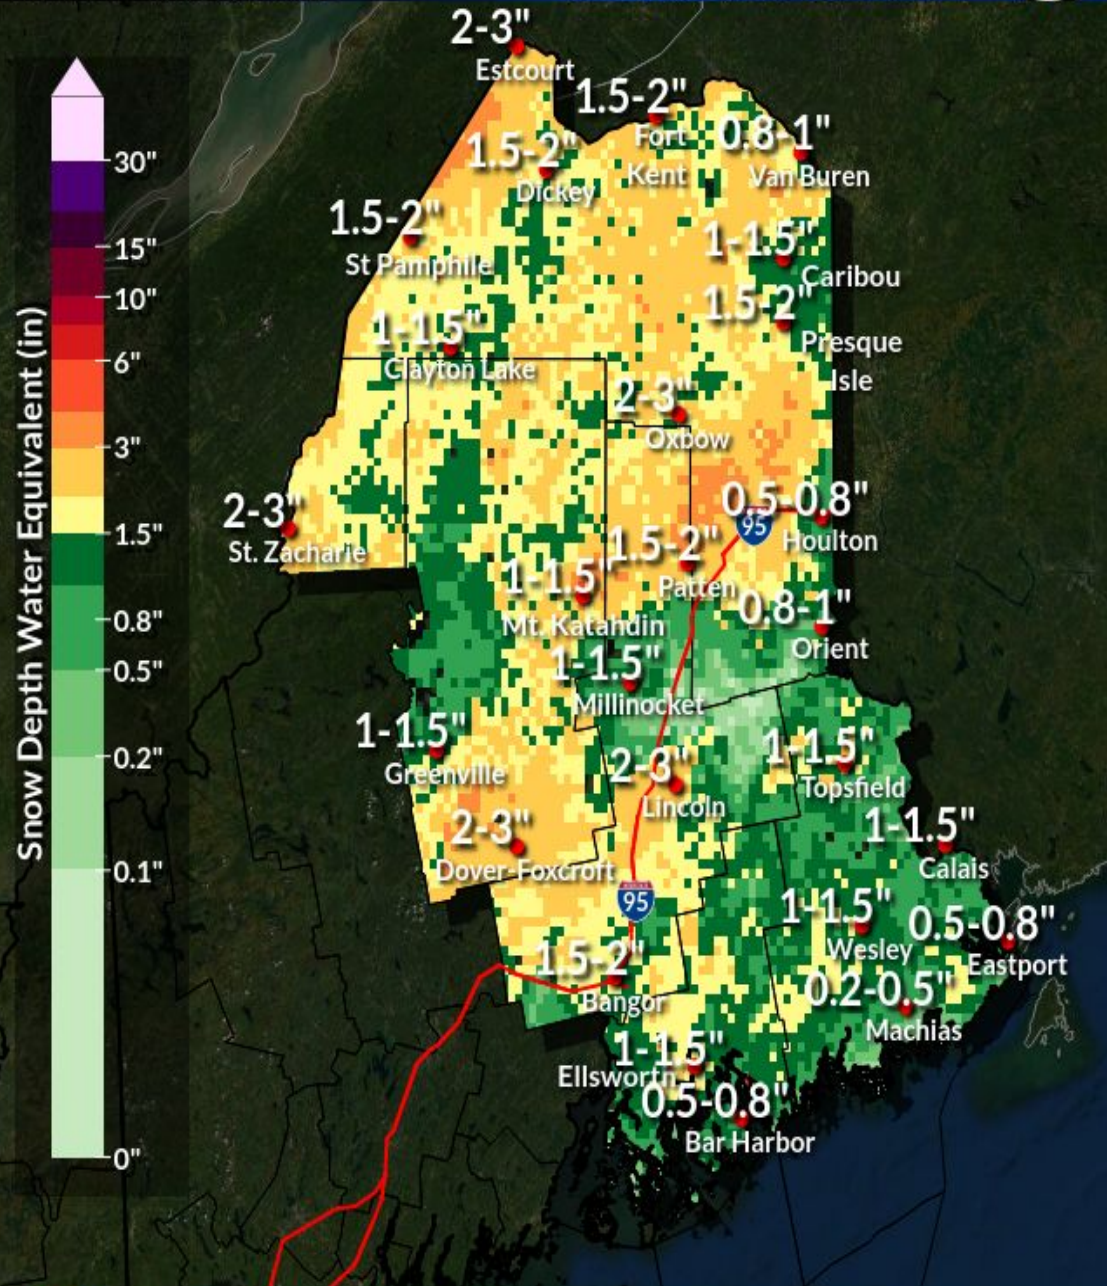 Snow Depth Water Equivalent (in)
30"
15"
10"
6"
3"
1.5"
0.8"
0.5"
0.2"
0.1"
0"
2-3"
Estcourt
1.5-2"
Fort
Kent
0.8-1"
Van Buren
1.5-2"
Dickey
1.5-2"
St Pamphile
1-1.5"
Caribou
1.5-2"
Presque
Isle
1-1.5"
Clayton Lake
2-3"
Oxbow
2-3"
St. Zacharie
0.5-0.8"
95
Houlton
1.5-2"
Patten
1-1.5"
Mt. Katahdin
0.8-1"
Orient
1-1.5"
Millinocket
1-1.5"
Greenville
2-3"
Lincoln
1-1.5"
Topsfield
2-3"
Dover-Foxcroft
1-1.5"
Calais
95
1-1.5"
Wesley
0.5-0.8"
Eastport
1.5-2"
Bangor
0.2-0.5"
Machias
1-1.5"
Ellsworth
0.5-0.8"
Bar Harbor